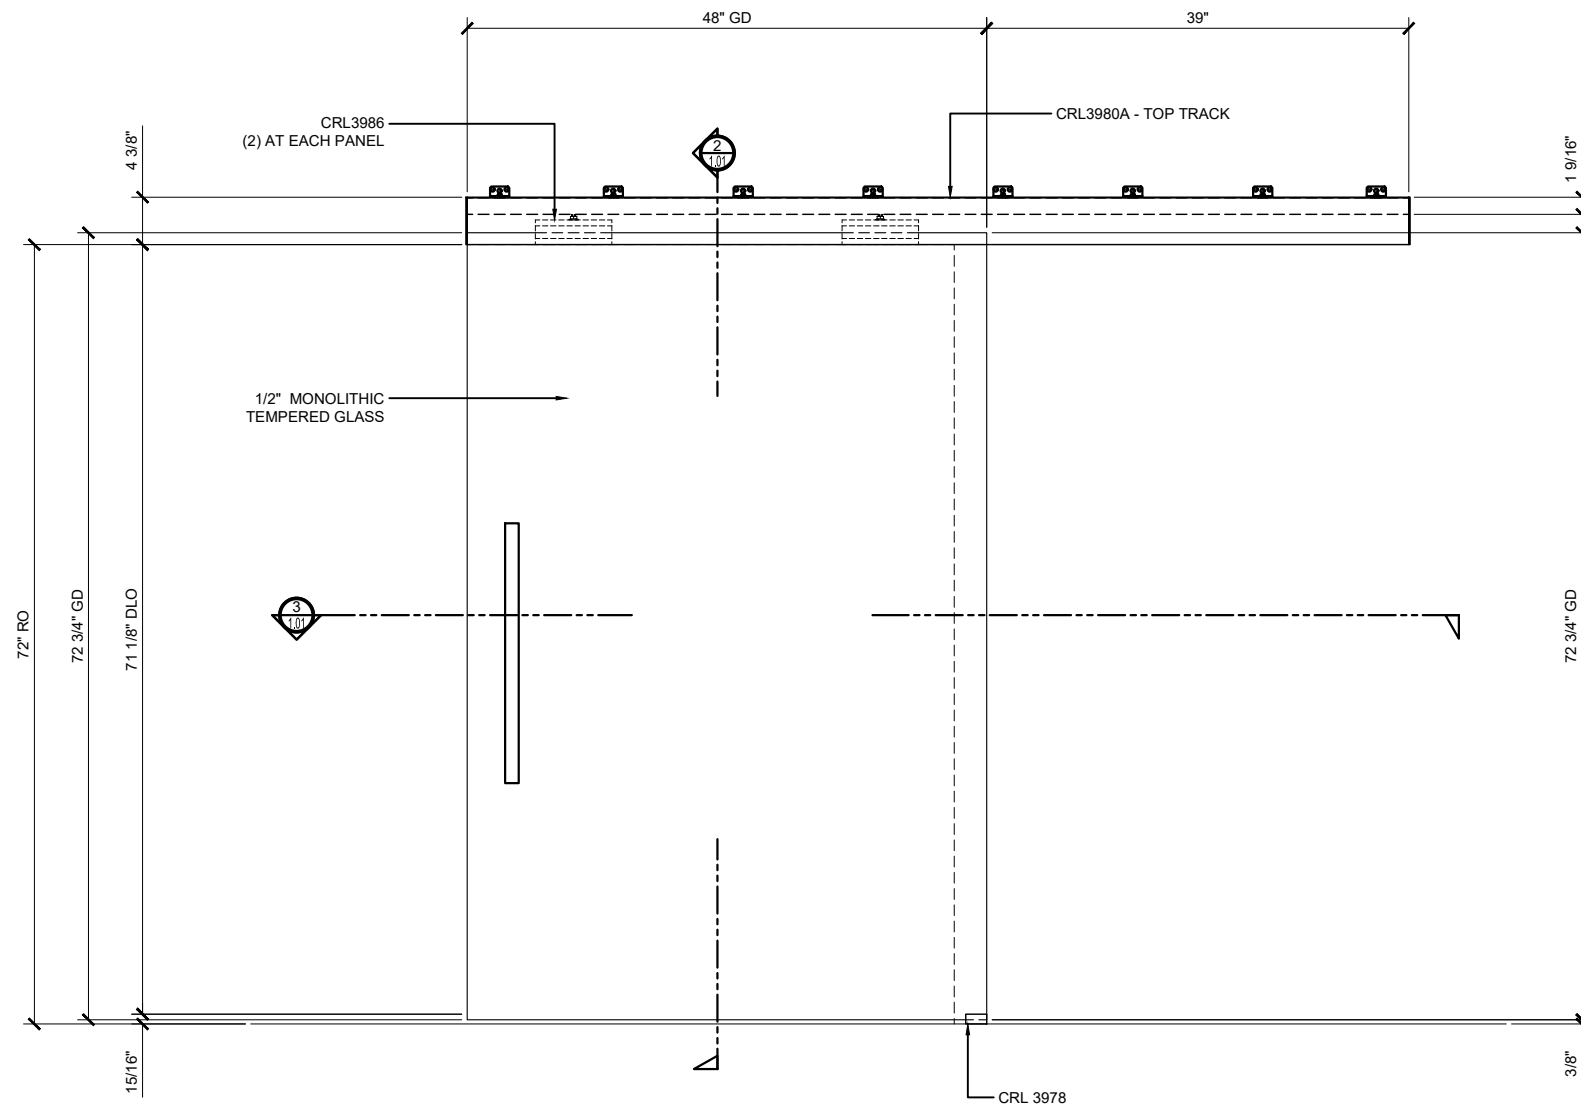 48" GD
39"
CRL3986
(2) AT EACH PANEL
CRL3980A - TOP TRACK
4 3/8"
1 9/16"
2
1.01
1/2"  MONOLITHIC
TEMPERED GLASS
72" RO
72 3/4" GD
71 1/8" DLO
3
1.01
72 3/4" GD
15/16"
3/8"
CRL 3978